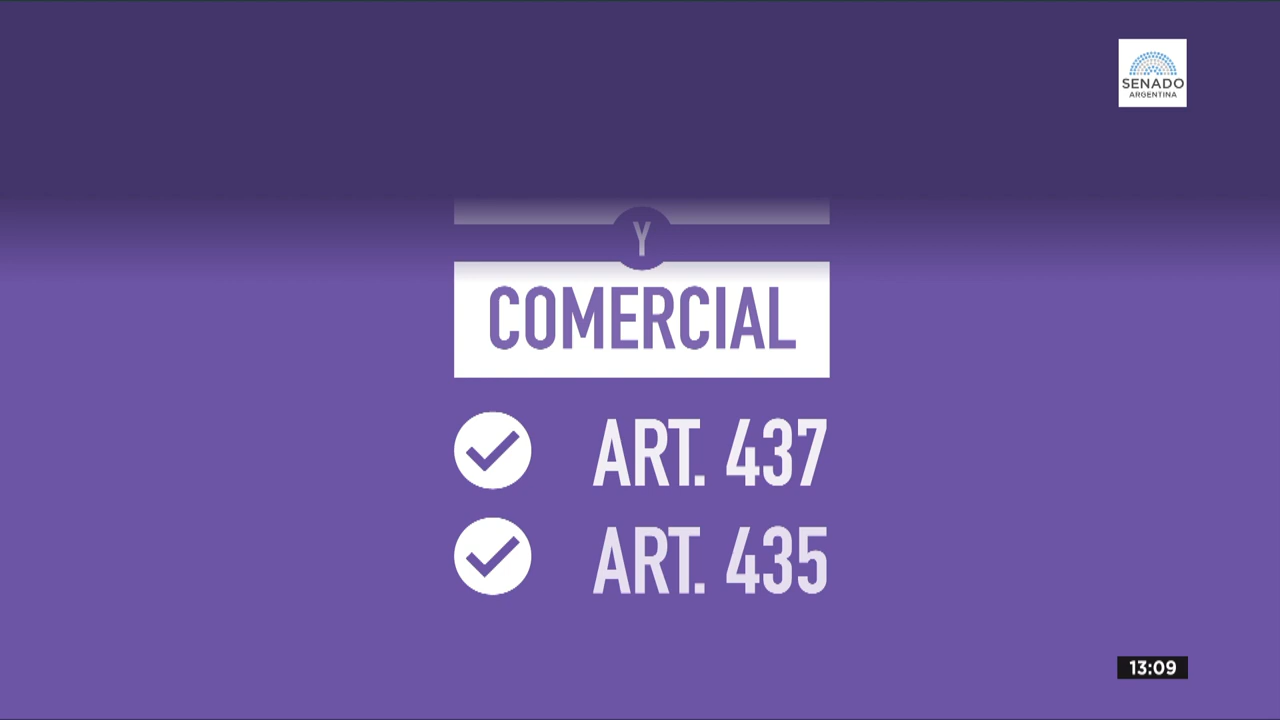 SENADO
ARGENTINA
Y
COMERCIAL
ART. 437
ART. 435
13:09